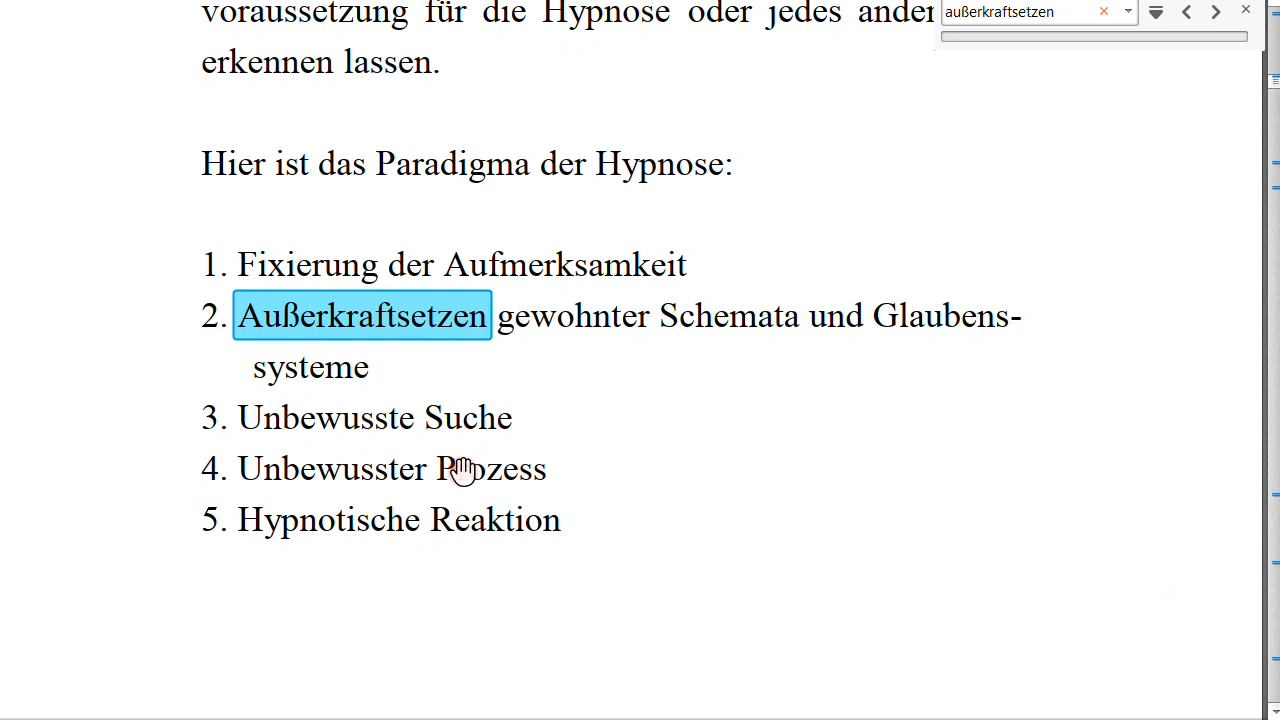 voraussetzung für die Hypnose oder jedes ander
außerkraftsetzen
erkennen lassen.
Hier ist das Paradigma der Hypnose:
1. Fixierung der Aufmerksamkeit
2. Außerkraftsetzen gewohnter Schemata und Glaubens-
systeme
3. Unbewusste Suche
4. Unbewusster Prozess
5. Hypnotische Reaktion